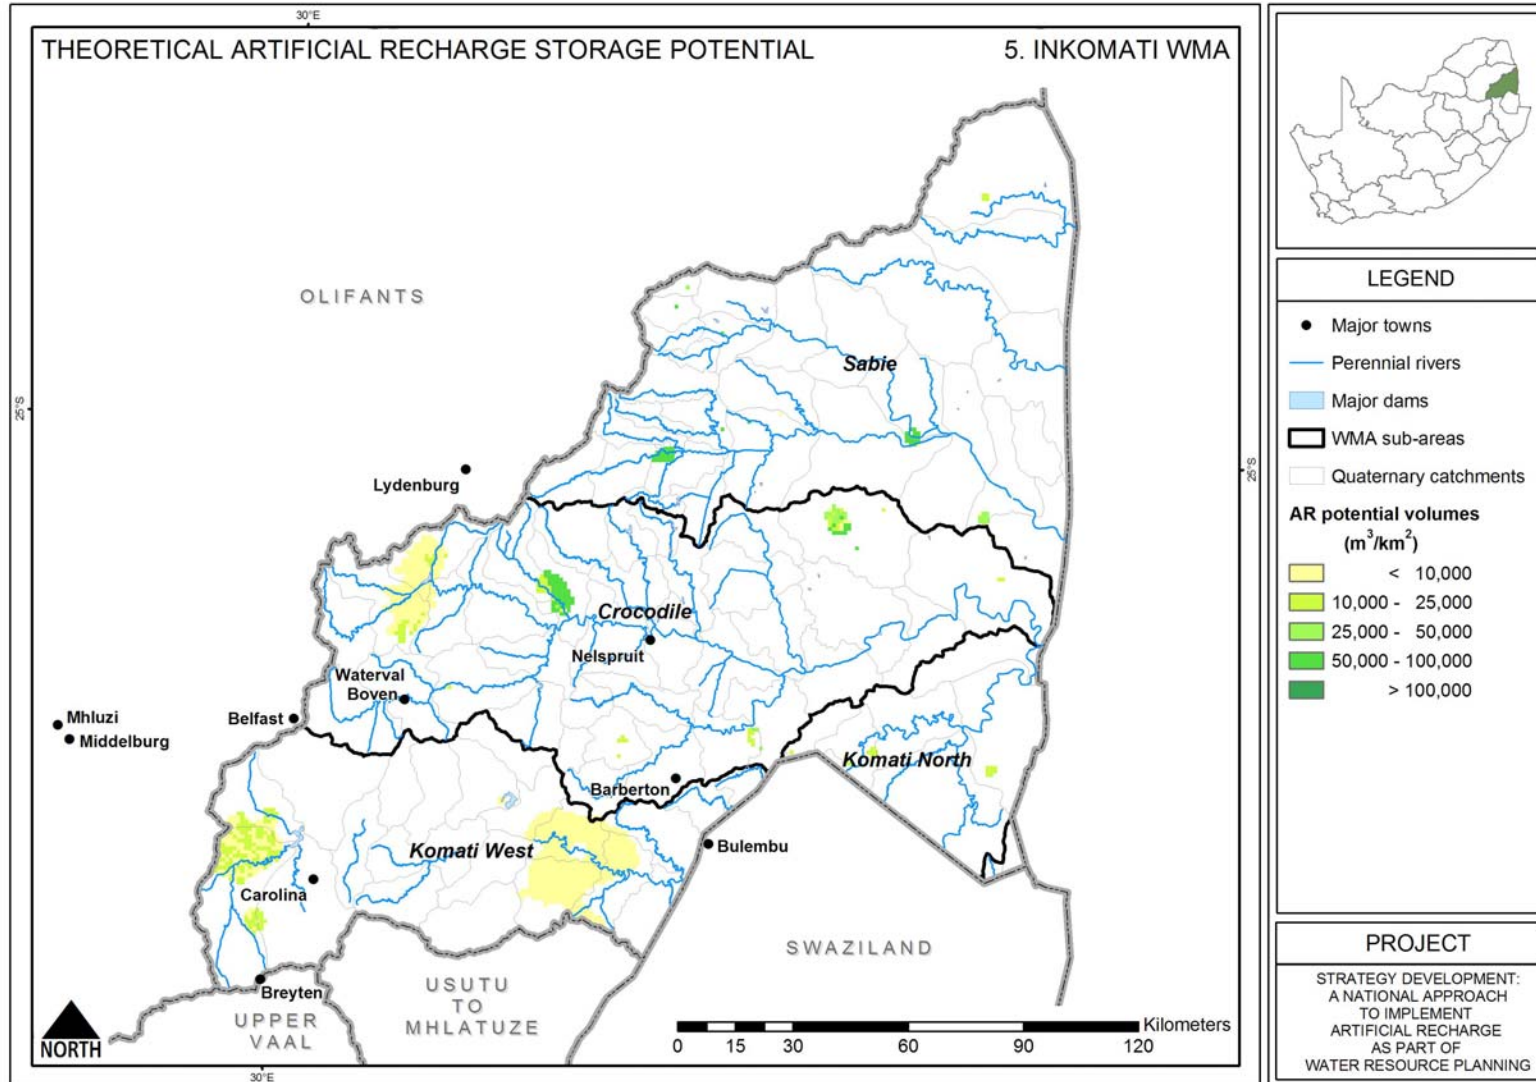 30°E
THEORETICAL ARTIFICIAL RECHARGE STORAGE POTENTIAL
5. INKOMATI WMA
OLIFANTS
Sabie
25°S
25°S
Lydenburg
Crocodile
Nelspruit
Waterval
Boven
Belfast
Mhluzi
Middelburg
Komati North
Barberton
Komati West
Bulembu
Carolina
SWAZILAND
Breyten
USUTU
TO
MHLATUZE
UPPER
VAAL
NORTH
Kilometers
0 15 30 60 90 120
30°E
LEGEND
Major towns
Perennial rivers
Major dams
WMA sub-areas
Quaternary catchments
AR potential volumes
(m³/km²)
< 10,000
10,000 - 25,000
25,000 - 50,000
50,000 - 100,000
> 100,000
PROJECT
STRATEGY DEVELOPMENT:
A NATIONAL APPROACH
TO IMPLEMENT
ARTIFICIAL RECHARGE
AS PART OF
WATER RESOURCE PLANNING